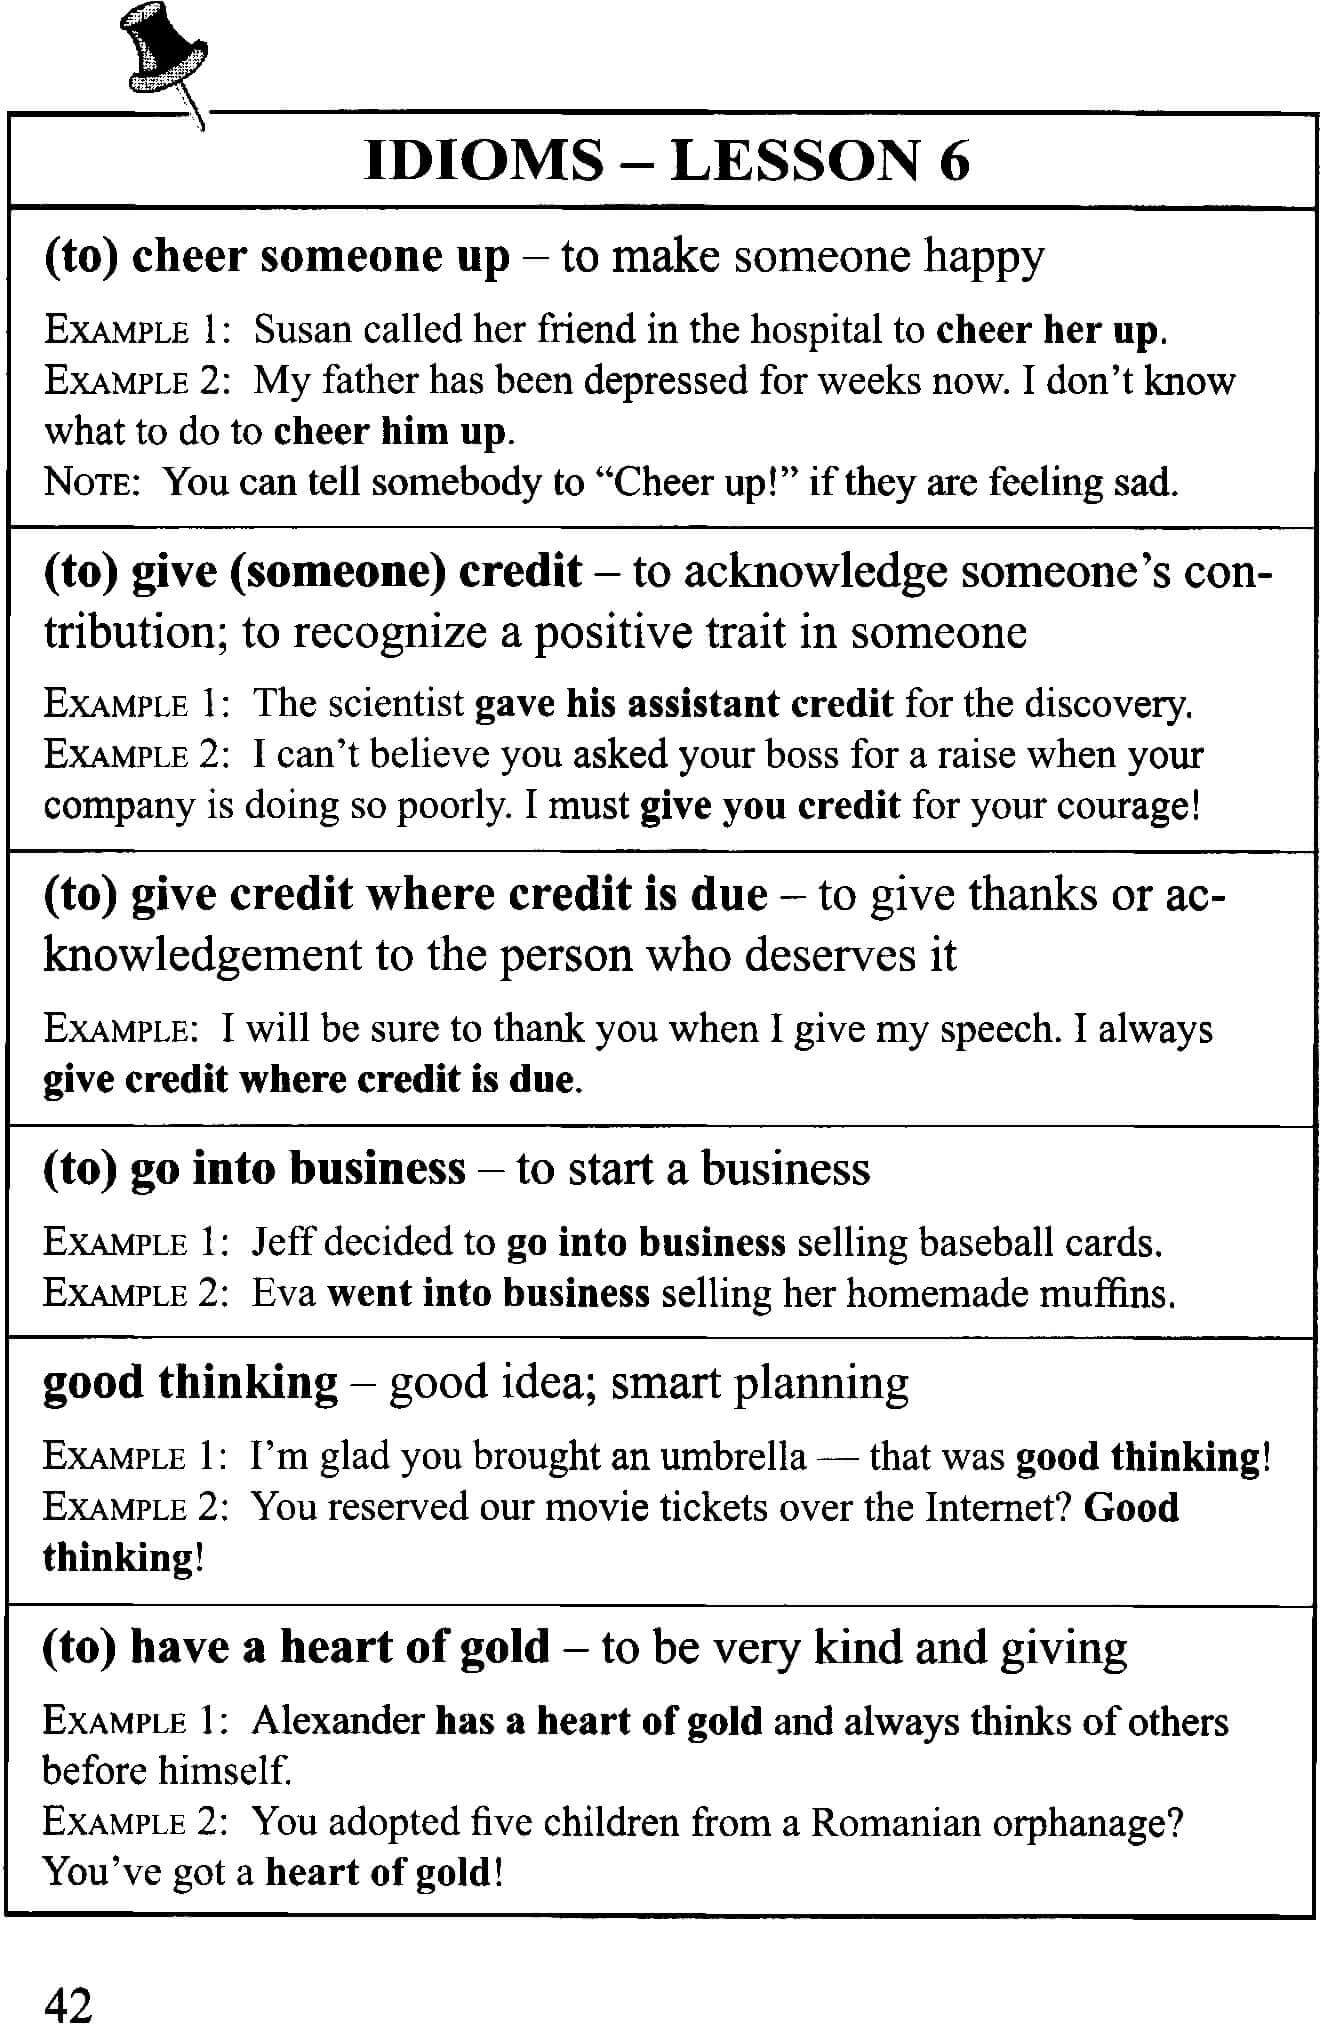 IDIOMS – LESSON 6
(to) cheer someone up – to make someone happy
EXAMPLE 1: Susan called her friend in the hospital to cheer her up.
EXAMPLE 2: My father has been depressed for weeks now. I don't know
what to do to cheer him up.
NOTE: You can tell somebody to “Cheer up!” if they are feeling sad.
(to) give (someone) credit – to acknowledge someone's con-
tribution; to recognize a positive trait in someone
EXAMPLE 1: The scientist gave his assistant credit for the discovery.
EXAMPLE 2: I can't believe you asked your boss for a raise when your
company is doing so poorly. I must give you credit for your courage!
(to) give credit where credit is due – to give thanks or ac-
knowledgement to the person who deserves it
EXAMPLE: I will be sure to thank you when I give my speech. I always
give credit where credit is due.
(to) go into business – to start a business
EXAMPLE 1: Jeff decided to go into business selling baseball cards.
EXAMPLE 2: Eva went into business selling her homemade muffins.
good thinking – good idea; smart planning
EXAMPLE 1: I'm glad you brought an umbrella — that was good thinking!
EXAMPLE 2: You reserved our movie tickets over the Internet? Good
thinking!
(to) have a heart of gold – to be very kind and giving
EXAMPLE 1: Alexander has a heart of gold and always thinks of others
before himself.
EXAMPLE 2: You adopted five children from a Romanian orphanage?
You've got a heart of gold!
42